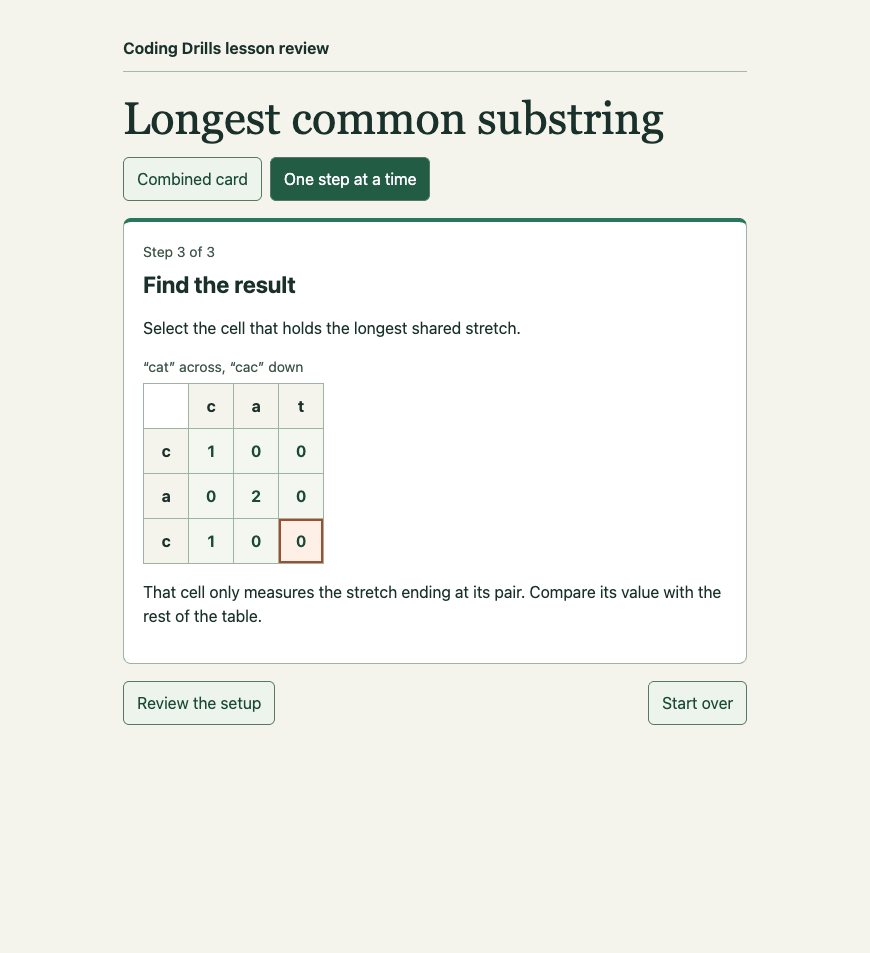 Coding Drills lesson review
Longest common substring
Combined card
One step at a time
Step 3 of 3
Find the result
Select the cell that holds the longest shared stretch.
“cat” across, “cac” down
c a t
c 1 0 0
a 0 2 0
c 1 0 0
That cell only measures the stretch ending at its pair. Compare its value with the
rest of the table.
Review the setup
Start over